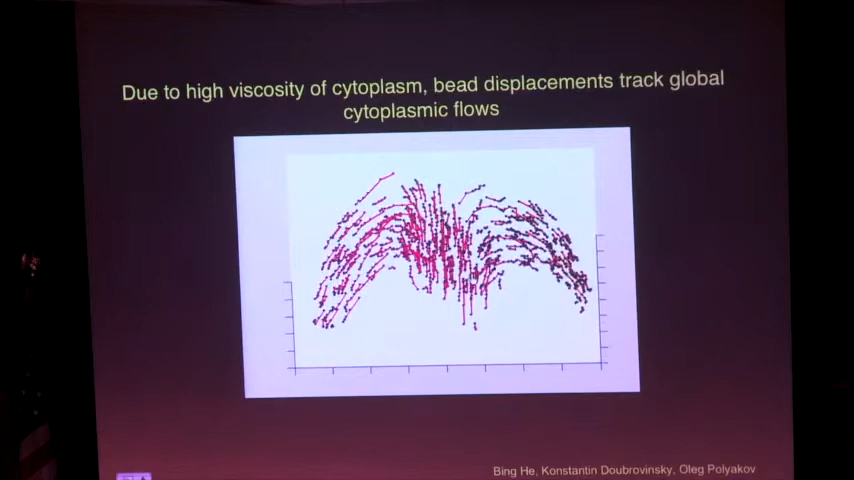 Due to high viscosity of cytoplasm, bead displacements track global
cytoplasmic flows
Bing He, Konstantin Doubrovinsky, Oleg Polyakov